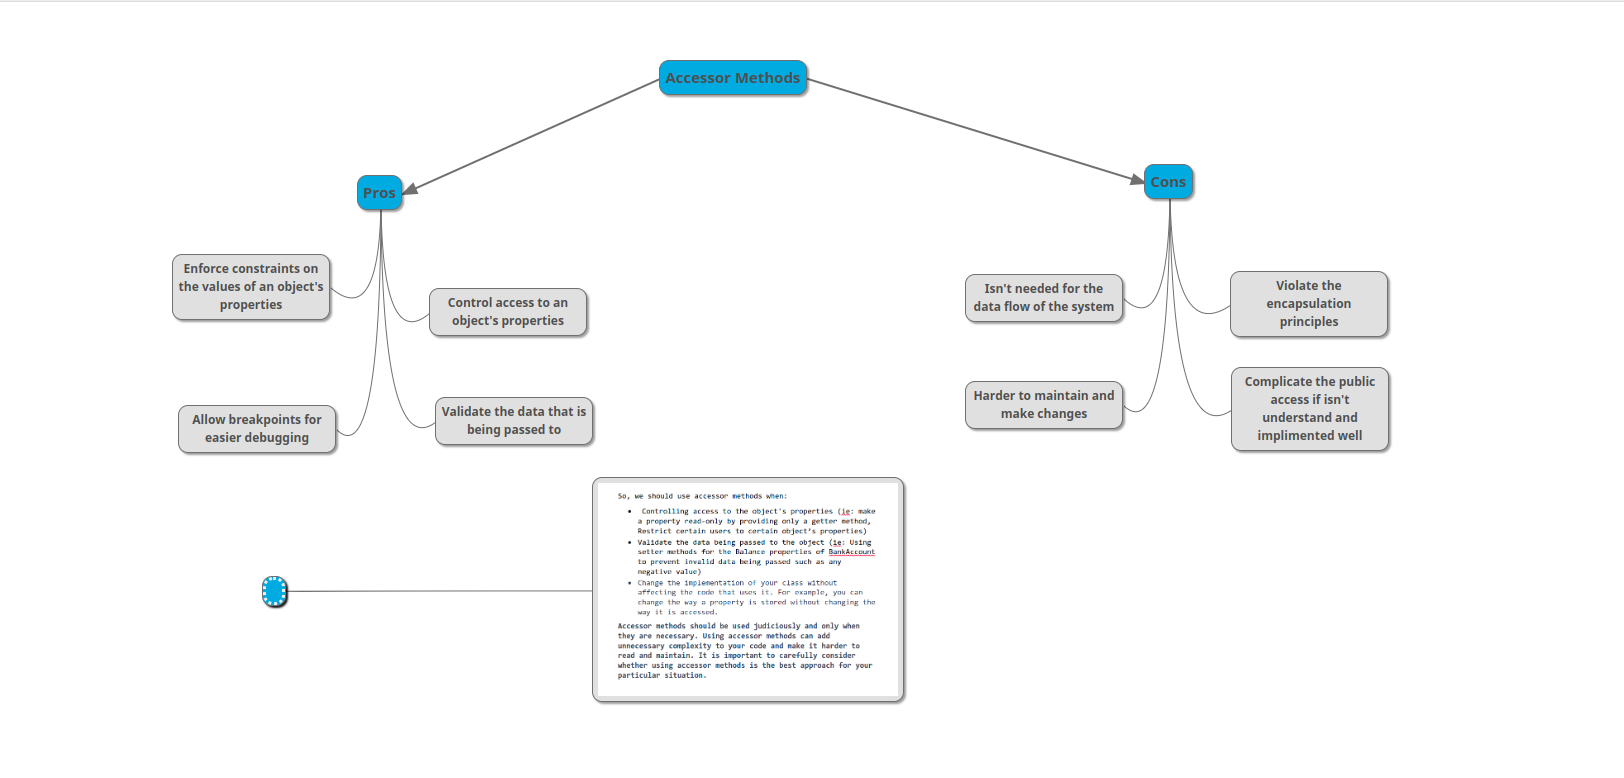 Accessor Methods
Pros
Cons
Enforce constraints on
the values of an object's
properties
Control access to an
object's properties
Allow breakpoints for
easier debugging
Validate the data that is
being passed to
Isn't needed for the
data flow of the system
Violate the
encapsulation
principles
Harder to maintain and
make changes
Complicate the public
access if isn't
understand and
implimented well
So, we should use accessor methods when:
• Controlling access to the object's properties (ie: make
a property read-only by providing only a getter method,
Restrict certain users to certain object's properties)
• Validate the data being passed to the object (ie: Using
setter methods for the Balance properties of BankAccount
to prevent invalid data being passed such as any
negative value)
• Change the implementation of your class without
affecting the code that uses it. For example, you can
change the way a property is stored without changing the
way it is accessed.
Accessor methods should be used judiciously and only when
they are necessary. Using accessor methods can add
unnecessary complexity to your code and make it harder to
read and maintain. It is important to carefully consider
whether using accessor methods is the best approach for your
particular situation.